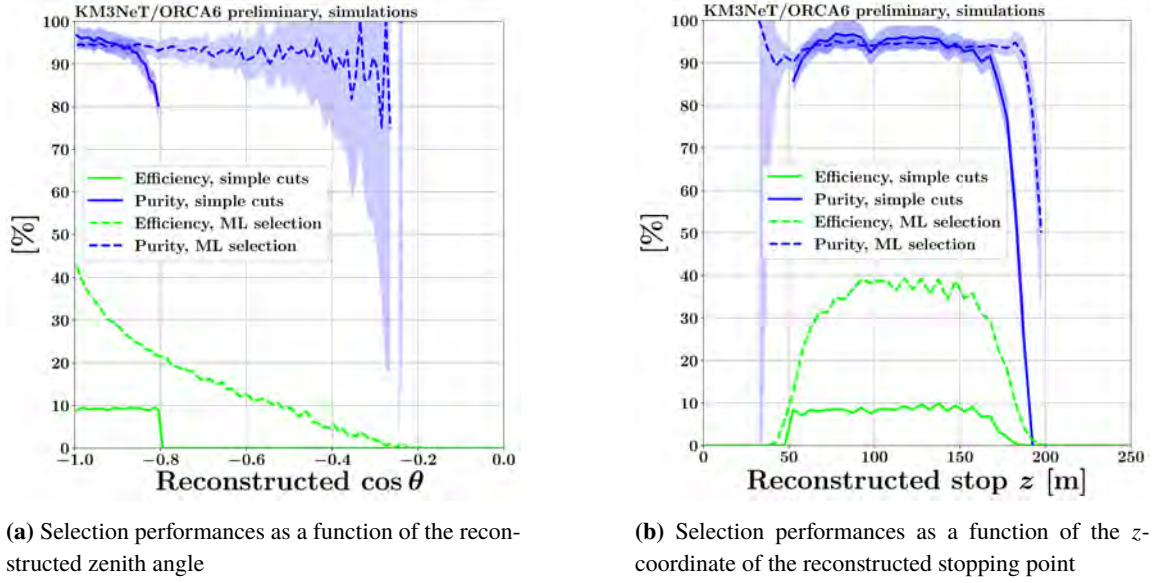 KM3NeT/ORCA6 preliminary, simulations
100
90
80
70
60
50
40
30
20
10
0
[%]
Efficiency, simple cuts
Purity, simple cuts
Efficiency, ML selection
Purity, ML selection
−1.0 −0.8 −0.6 −0.4 −0.2 0.0
Reconstructed cos θ
(a) Selection performances as a function of the recon-
structed zenith angle
KM3NeT/ORCA6 preliminary, simulations
100
90
80
70
60
50
40
30
20
10
0
[%]
Efficiency, simple cuts
Purity, simple cuts
Efficiency, ML selection
Purity, ML selection
0 50 100 150 200 250
Reconstructed stop z [m]
(b) Selection performances as a function of the z-
coordinate of the reconstructed stopping point